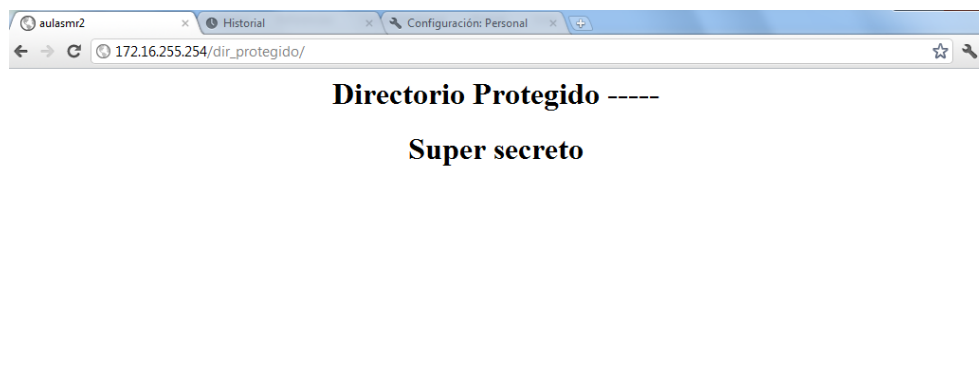 aulasmr2
Historial
Configuración: Personal
172.16.255.254/dir_protegido/
Directorio Protegido -----
Super secreto